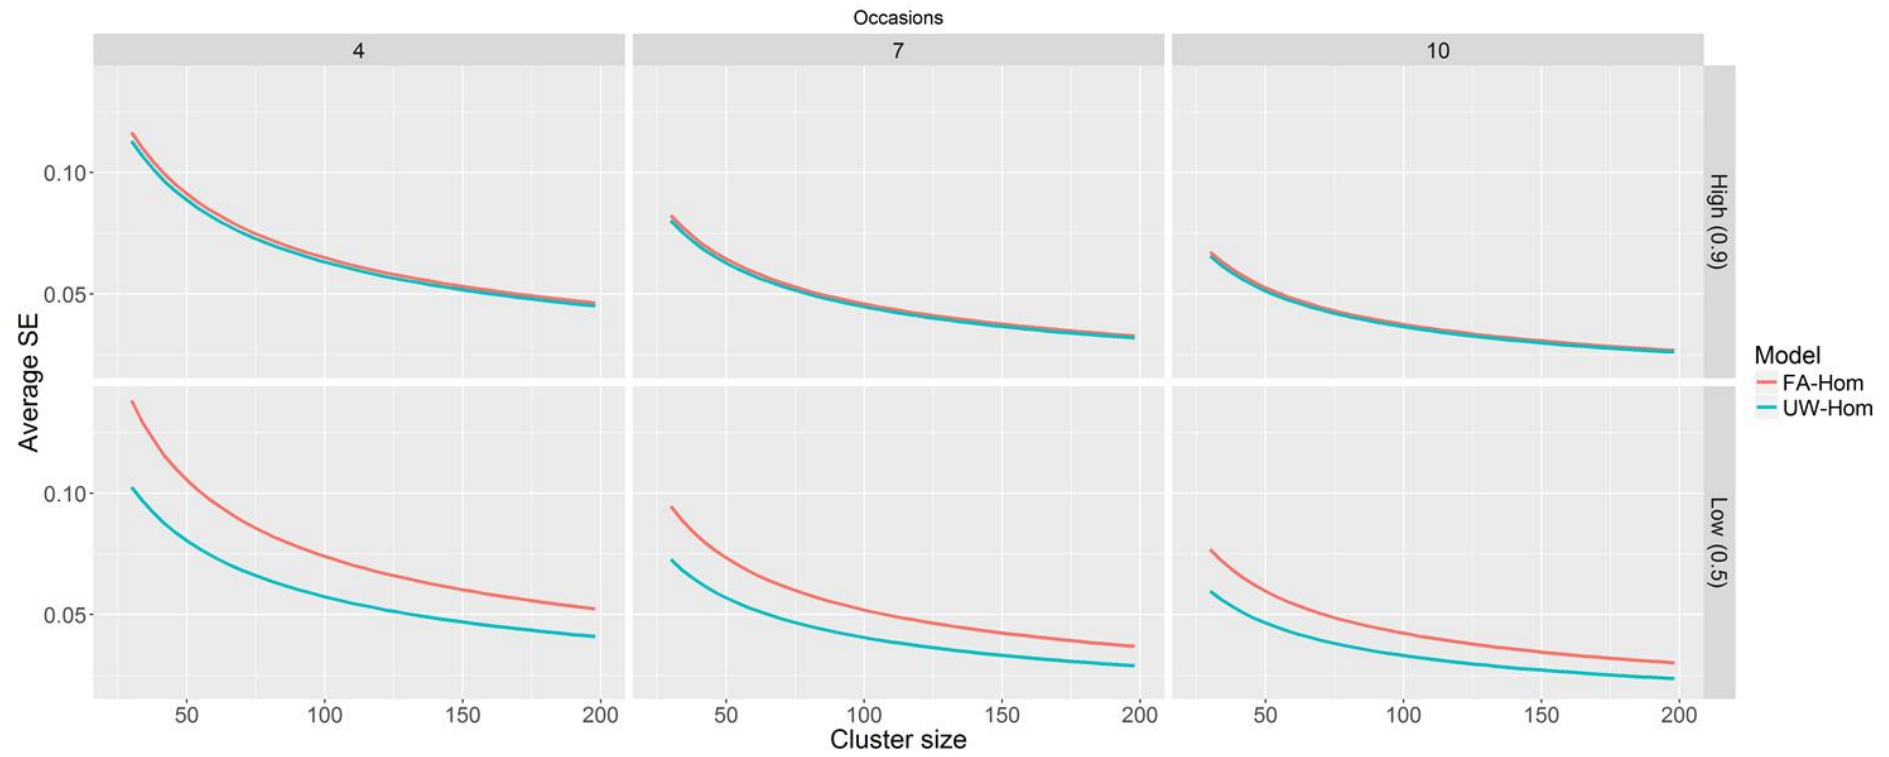 Occasions
4 7 10
0.10
0.05
High (0.9)
Average SE
0.10
0.05
Low (0.5)
50 100 150 200 50 100 150 200 50 100 150 200
Cluster size
Model
FA-Hom
UW-Hom